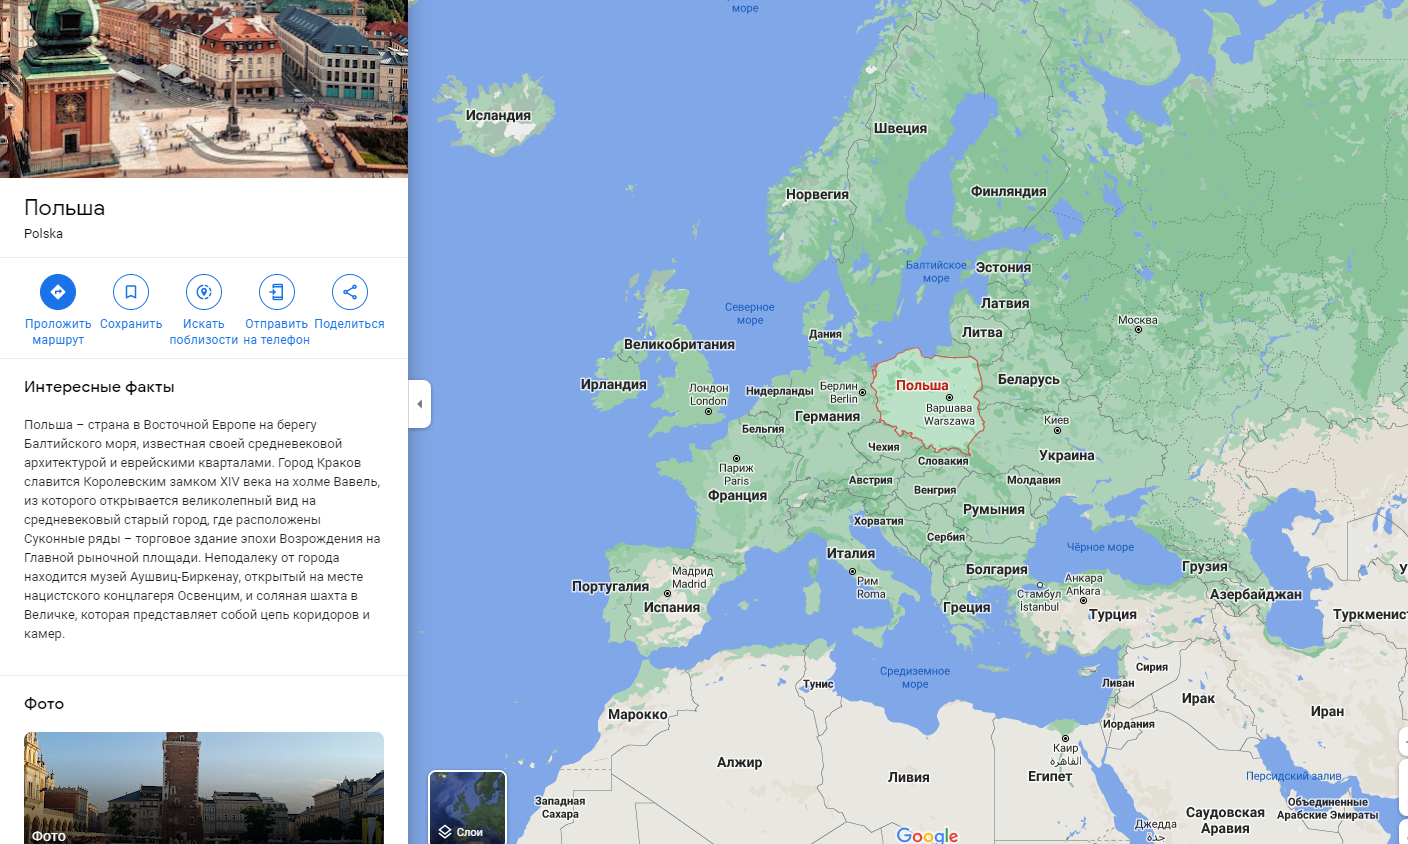 Польша
Polska
Проложить
маршрут
Сохранить
Искать
поблизости
Отправить
на телефон
Поделиться
Интересные факты
Польша – страна в Восточной Европе на берегу
Балтийского моря, известная своей средневековой
архитектурой и еврейскими кварталами. Город Краков
славится Королевским замком XIV века на холме Вавель,
из которого открывается великолепный вид на
средневековый старый город, где расположены
Суконные ряды – торговое здание эпохи Возрождения на
Главной рыночной площади. Неподалеку от города
находится музей Аушвиц-Биркенау, открытый на месте
нацистского концлагеря Освенцим, и соляная шахта в
Величке, которая представляет собой цепь коридоров и
камер.
Фото
Фото
море
Исландия
Швеция
Норвегия
Финляндия
Балтийское
море
Эстония
Северное
море
Латвия
Москва
Дания
Литва
Великобритания
Ирландия
Лондон
London
Нидерланды
Берлин
Berlin
Польша
Варшава
Warszawa
Беларусь
Германия
Бельгия
Киев
Чехия
Украина
Словакия
Париж
Paris
Франция
Австрия
Венгрия
Молдавия
Румыния
Хорватия
Сербия
Италия
Чёрное море
Болгария
Грузия
Мадрид
Madrid
Португалия
Испания
Рим
Roma
Греция
Стамбул
İstanbul
Анкара
Ankara
Турция
Азербайджан
Туркменист
У
Средиземное
море
Тунис
Сирия
Ливан
Ирак
Иран
Марокко
Иордания
Алжир
Ливия
Каир
القاهرة
Египет
Персидский залив
Западная
Сахара
Объединенные
Арабские Эмираты
Саудовская
Аравия
Джедда
جدة
Слои
Google